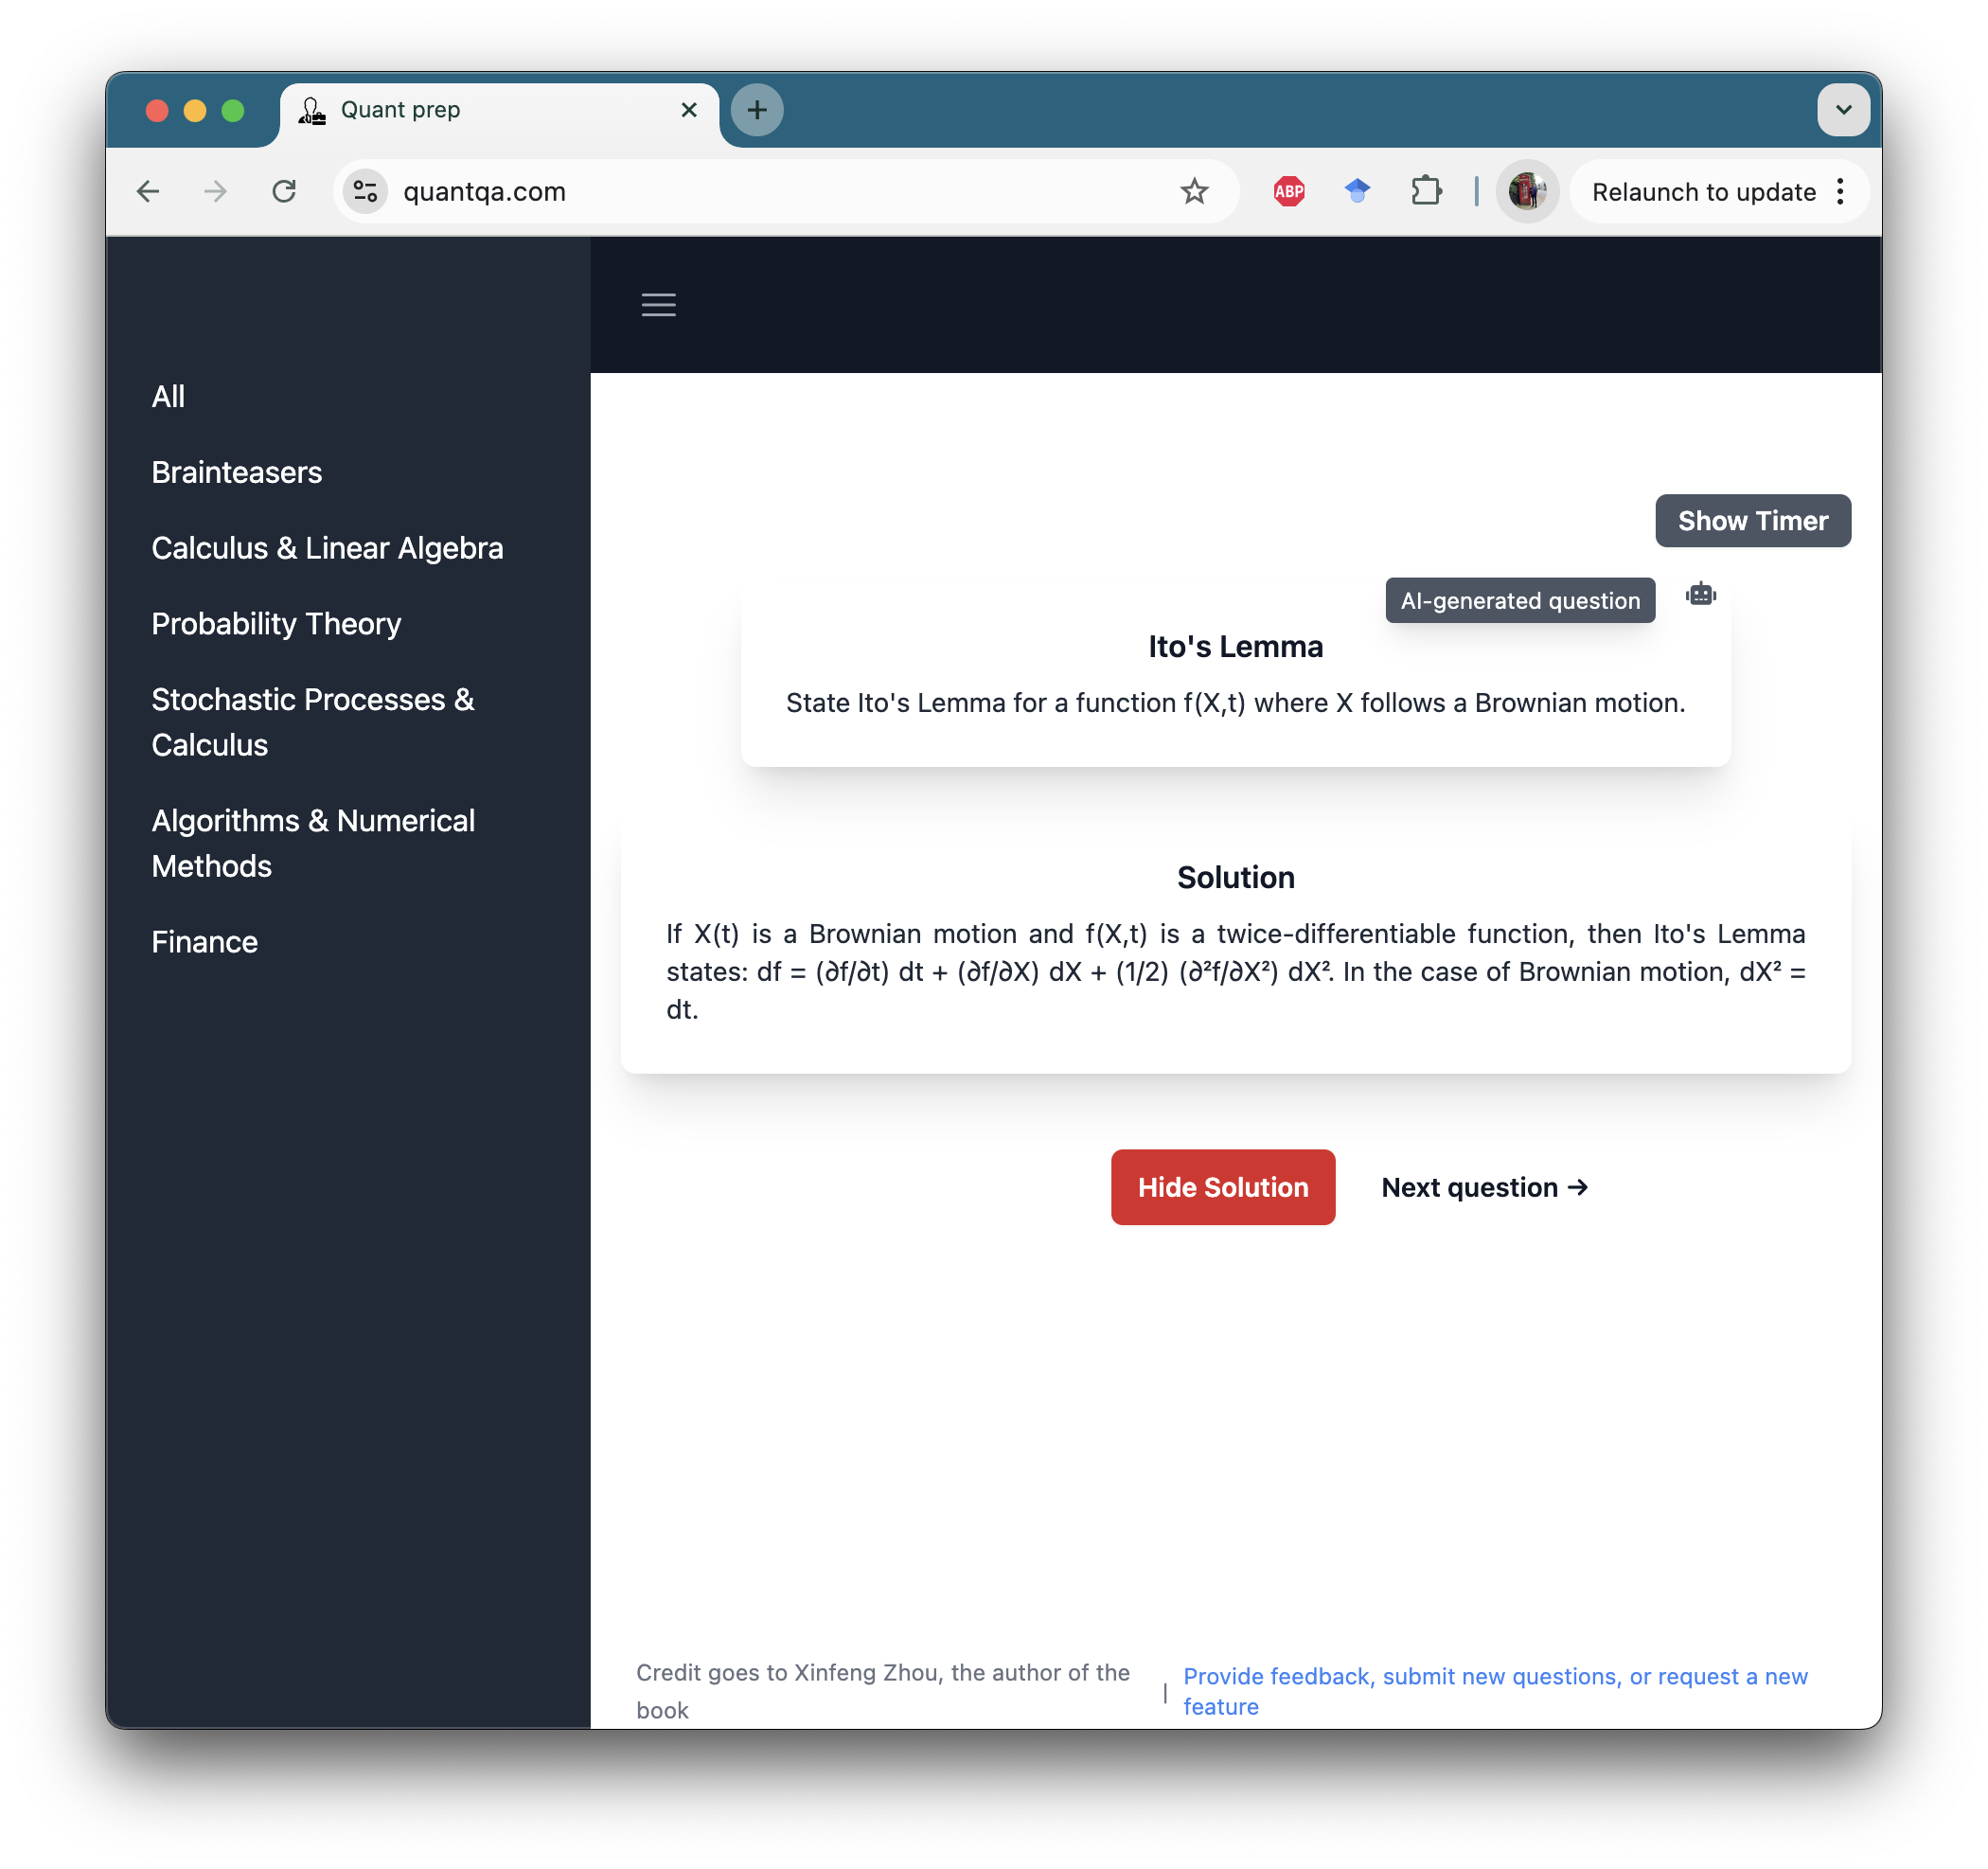 Quant prep
quantqa.com
ABP
Relaunch to update
All
Brainteasers
Calculus & Linear Algebra
Probability Theory
Stochastic Processes &
Calculus
Algorithms & Numerical
Methods
Finance
Show Timer
AI-generated question
Ito's Lemma
State Ito's Lemma for a function f(X,t) where X follows a Brownian motion.
Solution
If X(t) is a Brownian motion and f(X,t) is a twice-differentiable function, then Ito's Lemma
states: df = (∂f/∂t) dt + (∂f/∂X) dX + (1/2) (∂²f/∂X²) dX². In the case of Brownian motion, dX² =
dt.
Hide Solution
Next question →
Credit goes to Xinfeng Zhou, the author of the
book
|
Provide feedback, submit new questions, or request a new
feature